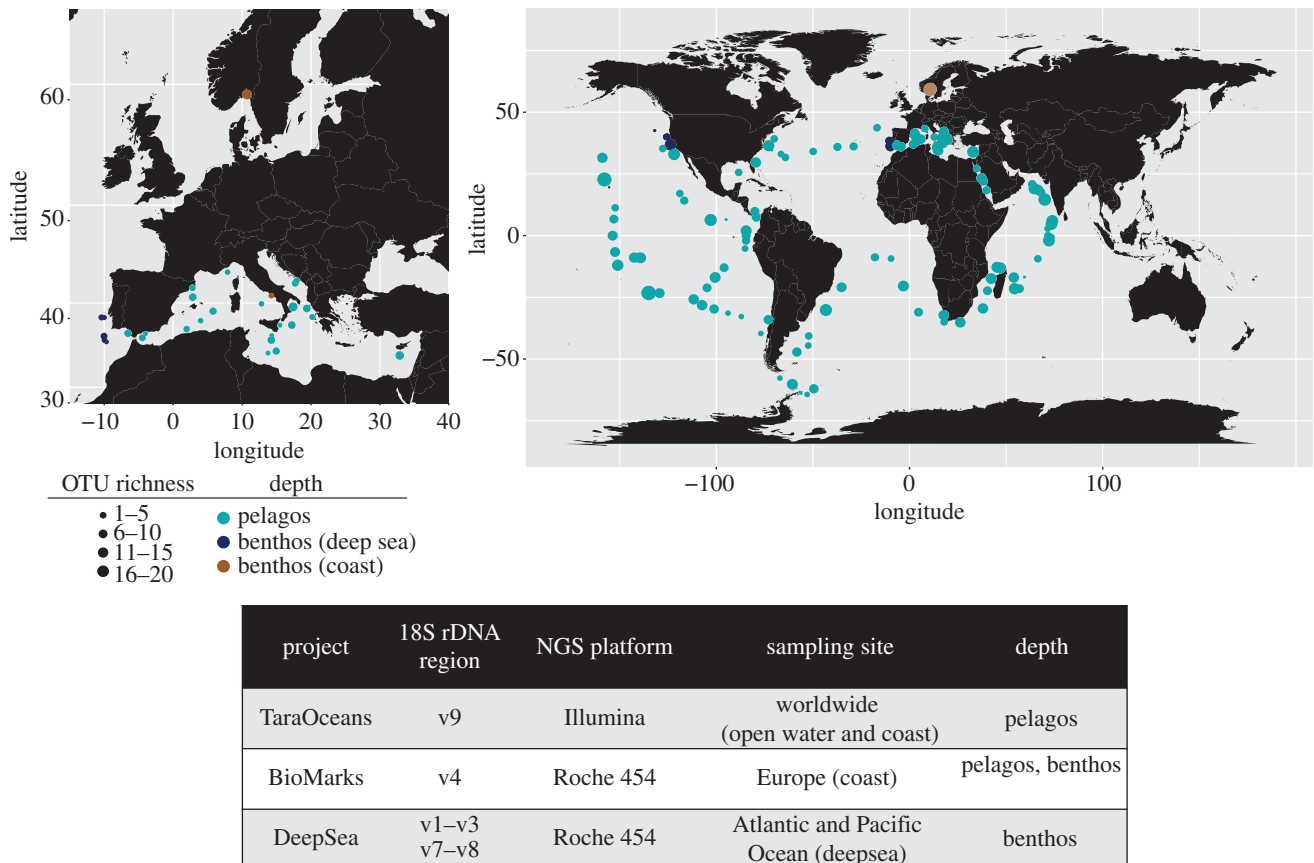 latitude
60
50
40
30
−10 0 10 20 30 40
longitude
latitude
50
0
−50
−100 0 100
longitude
OTU richness depth
1–5 pelagos
6–10 benthos (deep sea)
11–15 benthos (coast)
16–20
project 18S rDNA region NGS platform sampling site depth
TaraOceans v9 Illumina worldwide (open water and coast) pelagos
BioMarks v4 Roche 454 Europe (coast) pelagos, benthos
DeepSea v1–v3 v7–v8 Roche 454 Atlantic and Pacific Ocean (deepsea) benthos